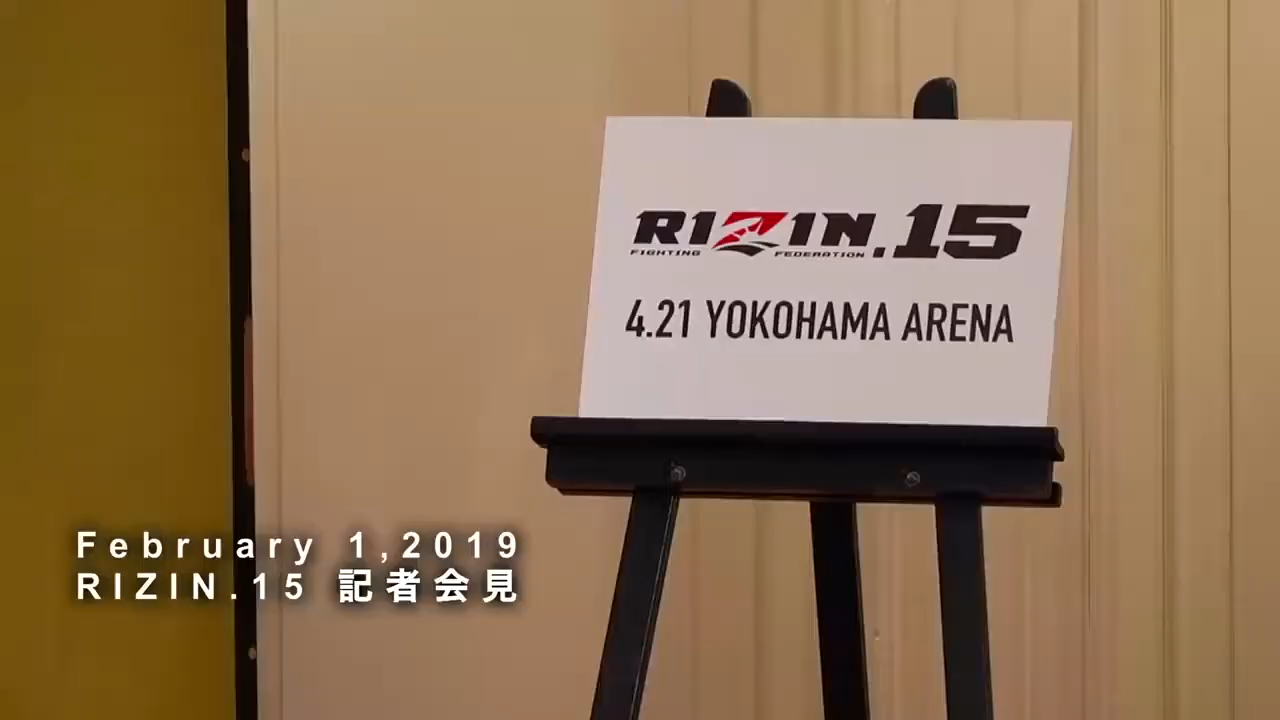 RIZIN.15
FIGHTING FEDERATION
4.21 YOKOHAMA ARENA
February 1,2019
RIZIN.15 記者会見